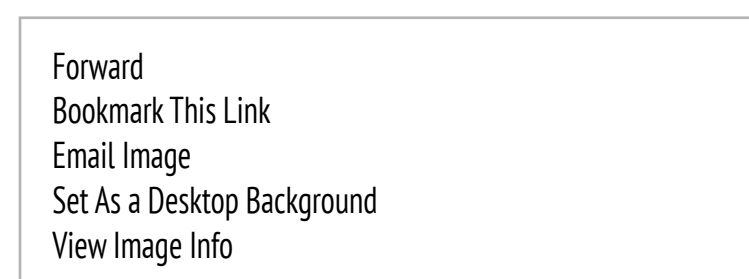 Forward
Bookmark This Link
Email Image
Set As a Desktop Background
View Image Info